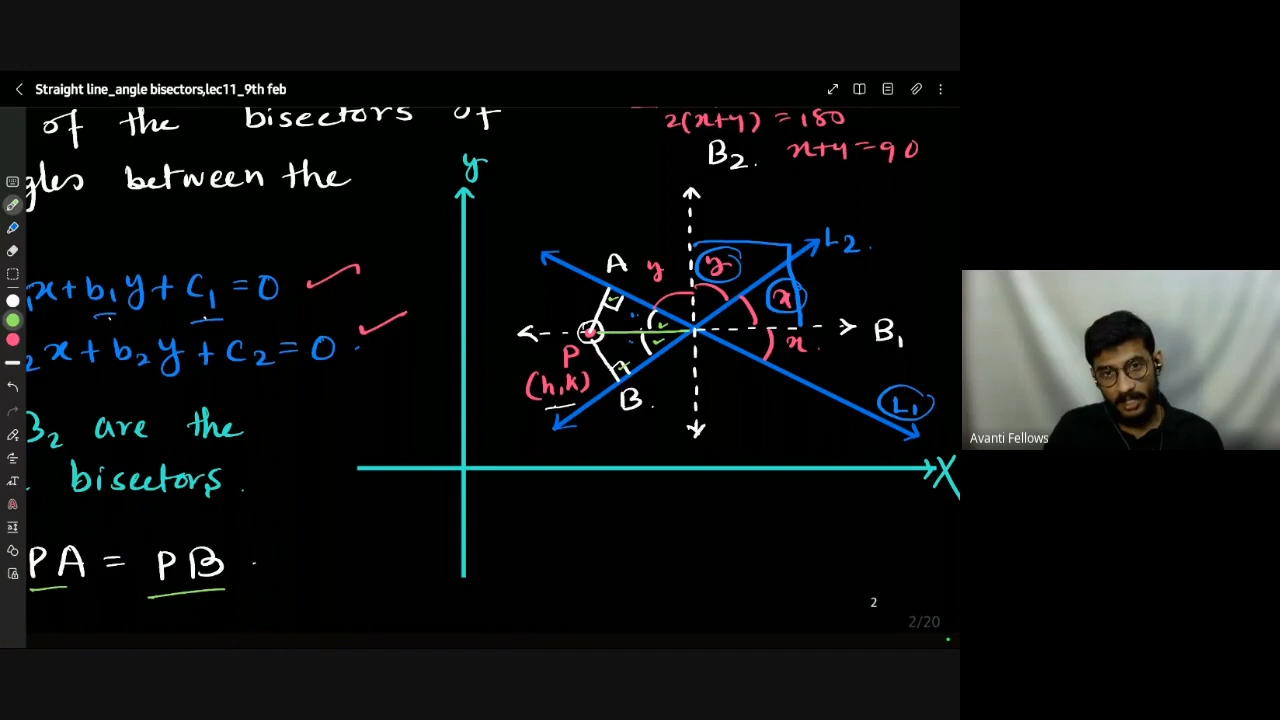 Straight line_angle bisectors,lec11_9th feb
of the bisectors of
gles between the
x + b₁y + c₁ = 0
₂x + b₂y + c₂ = 0
B₂ are the
bisectors.
PA = PB
2(x+y) = 180
x+y = 90
B₂.
y
A
y
y
L₂.
x
B₁
x.
P
(h,k)
B.
L₁
X
2
2/20
Avanti Fellows